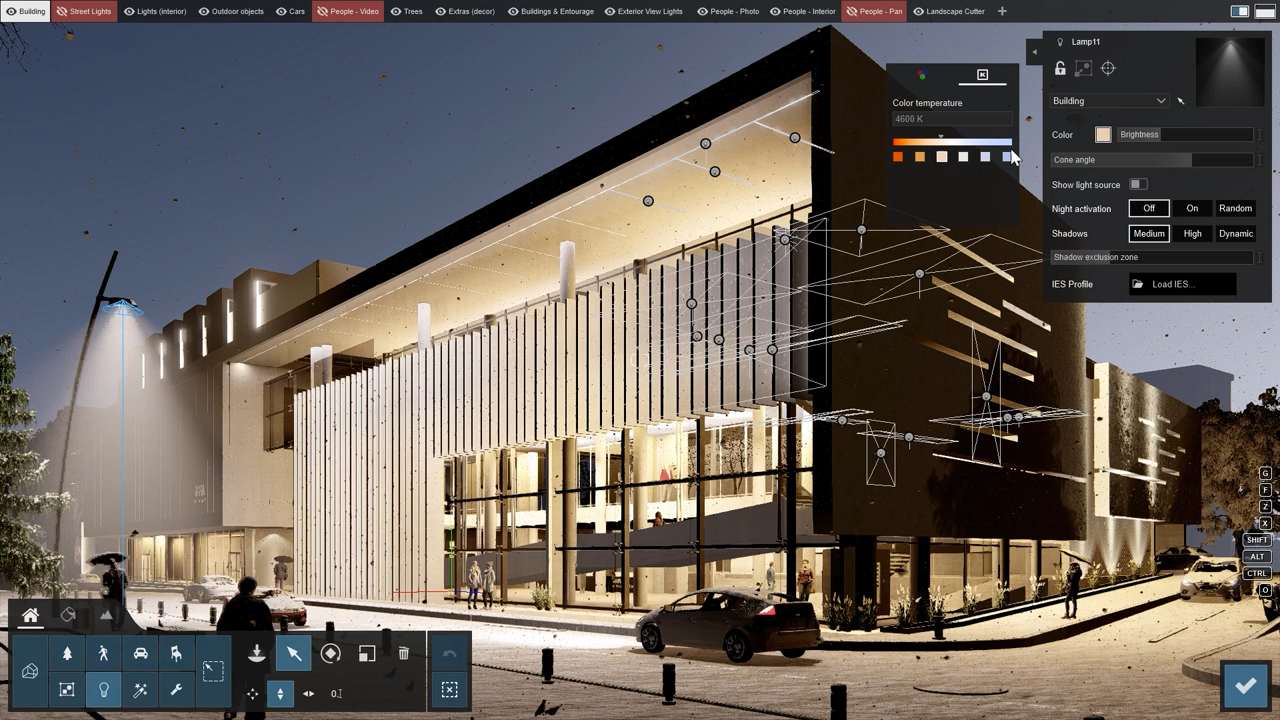 Building Street Lights Lights (interior) Outdoor objects Cars People - Video Trees Extras (decor) Buildings & Entourage Exterior View Lights People - Photo People - Interior People - Pan Landscape Cutter
Lamp11
K
Color temperature
4600 K
Building
Color Brightness
Cone angle
Show light source
Night activation Off On Random
Shadows Medium High Dynamic
Shadow exclusion zone
IES Profile Load IES...
G
F
Z
X
SHIFT
ALT
CTRL
O